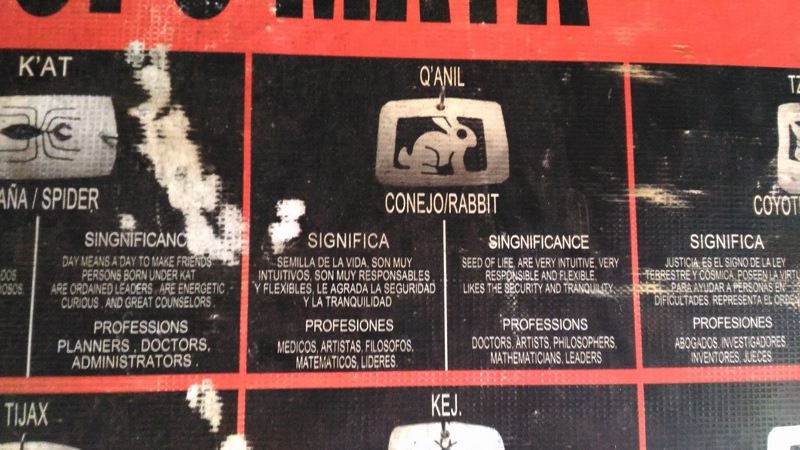 MAYA
K'AT
AÑA / SPIDER
SINGNIFICANC
DAY MEANS A DAY TO MAKE FRIENDS
PERSONS BORN UNDER KAT
ARE ORDAINED LEADERS , ARE ENERGETIC
CURIOUS , AND GREAT COUNSELORS
PROFESSIONS
PLANNERS , DOCTORS,
ADMINISTRATORS .
Q'ANIL
CONEJO/RABBIT
SIGNIFICA
SEMILLA DE LA VIDA, SON MUY
INTUITIVOS, SON MUY RESPONSABLES
Y FLEXIBLES, LE AGRADA LA SEGURIDAD
Y LA TRANQUILIDAD
PROFESIONES
MEDICOS, ARTISTAS, FILOSOFOS,
MATEMATICOS, LIDERES.
SINGNIFICANCE
SEED OF LIFE, ARE VERY INTUITIVE, VERY
RESPONSIBLE AND FLEXIBLE.
LIKES THE SECURITY AND TRANQUILITY.
PROFESSIONS
DOCTORS, ARTISTS, PHILOSOPHERS,
MATHEMATICIANS, LEADERS
TZ
COYOTE
SIGNIFICA
JUSTICIA, ES EL SIGNO DE LA LEY
TERRESTRE Y COSMICA, POSEEN LA VIRTU
PARA AYUDAR A PERSONAS EN
DIFICULTADES. REPRESENTA EL ORDE
PROFESIONES
ABOGADOS, INVESTIGADORES,
INVENTORES, JUECES
TIJAX
KEJ.